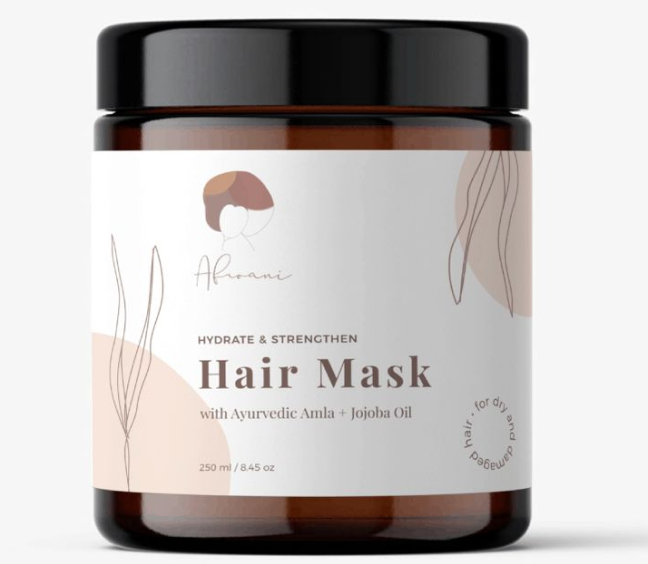 Afroani
HYDRATE & STRENGTHEN
Hair Mask
with Ayurvedic Amla + Jojoba Oil
250 ml / 8.45 oz
for dry and damaged hair ·